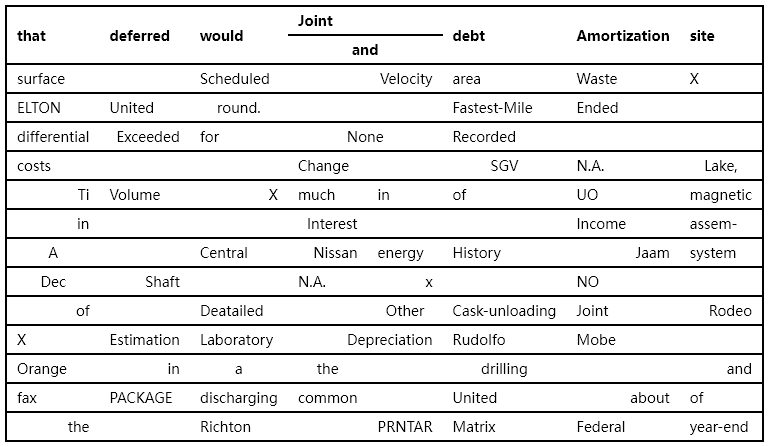 Joint
that deferred would debt Amortization site
and
surface Scheduled Velocity area Waste X
ELTON United round. Fastest-Mile Ended
differential Exceeded for None Recorded
costs Change SGV N.A. Lake,
Ti Volume X much in of UO magnetic
in Interest Income assem-
A Central Nissan energy History Jaam system
Dec Shaft N.A. x NO
of Deatailed Other Cask-unloading Joint Rodeo
X Estimation Laboratory Depreciation Rudolfo Mobe
Orange in a the drilling and
fax PACKAGE discharging common United about of
the Richton PRNTAR Matrix Federal year-end